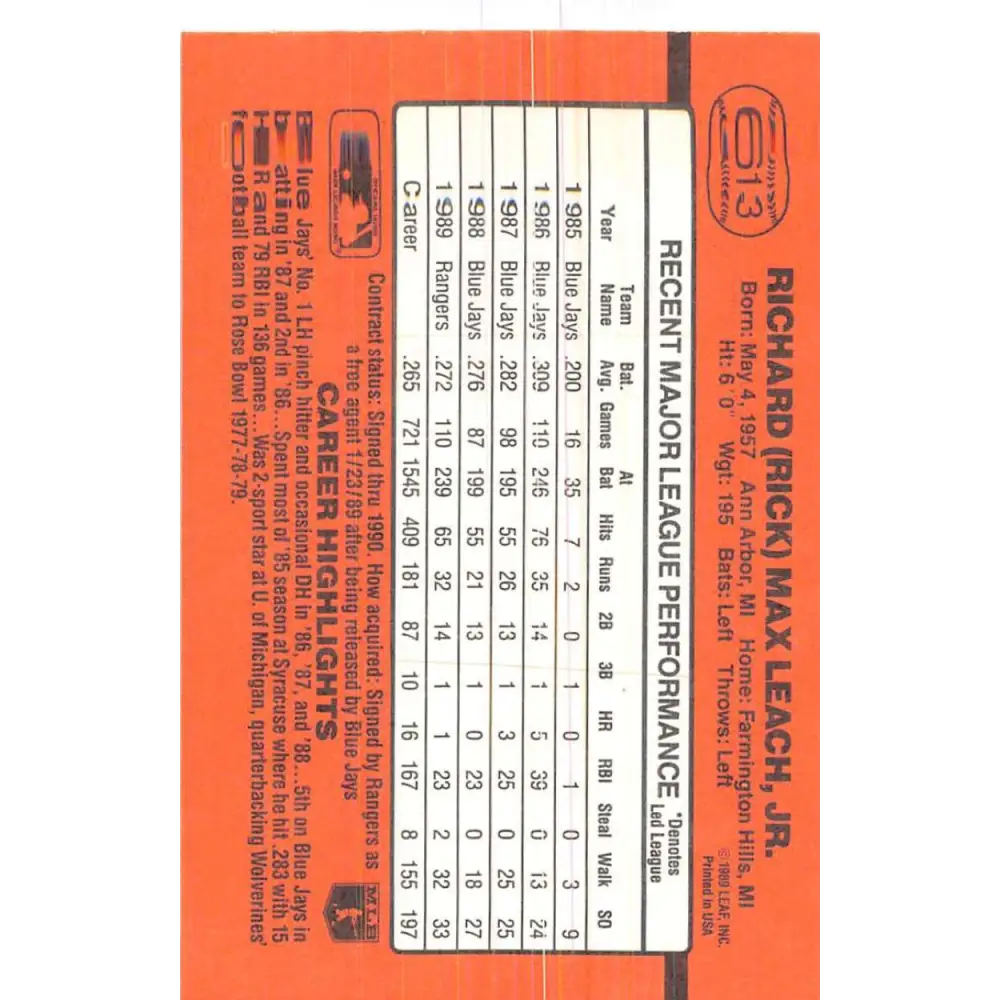 613
RICHARD (RICK) MAX LEACH, JR.
Born: May 4, 1957 Ann Arbor, MI Home: Farmington Hills, MI
Ht: 6'0" Wgt: 195 Bats: Left Throws: Left
© 1989 LEAF, INC.
Printed in USA
RECENT MAJOR LEAGUE PERFORMANCE *Denotes Led League
Year Team Name Bat. Avg. Games At Bat Hits Runs 2B 3B HR RBI Steal Walk SO
1985 Blue Jays .200 16 35 7 2 0 1 0 1 0 3 9
1986 Blue Jays .309 110 246 76 35 14 1 5 39 0 13 24
1987 Blue Jays .282 98 195 55 26 13 1 3 25 0 25 25
1988 Blue Jays .276 87 199 55 21 13 1 0 23 0 18 27
1989 Rangers .272 110 239 65 32 14 1 1 23 2 32 33
Career .265 721 1545 409 181 87 10 16 167 8 155 197
Contract status: Signed thru 1990. How acquired: Signed by Rangers as
a free agent 1/23/89 after being released by Blue Jays
MLB
CAREER HIGHLIGHTS
Blue Jays' No. 1 LH pinch hitter and occasional DH in '86, '87, and '88...5th on Blue Jays in
batting in '87 and 2nd in '86...Spent most of '85 season at Syracuse where he hit .283 with 15
HR and 79 RBI in 136 games...Was 2-sport star at U. of Michigan, quarterbacking Wolverines'
football team to Rose Bowl 1977-78-79.